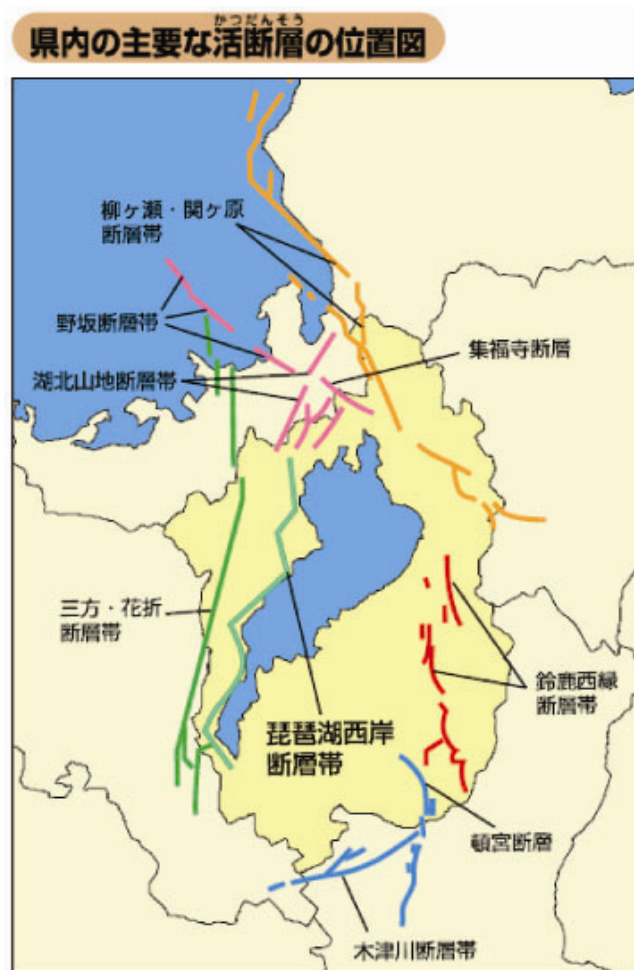 かつだんそう
県内の主要な活断層の位置図
柳ヶ瀬・関ヶ原
断層帯
野坂断層帯
集福寺断層
湖北山地断層帯
三方・花折
断層帯
鈴鹿西縁
断層帯
琵琶湖西岸
断層帯
頓宮断層
木津川断層帯